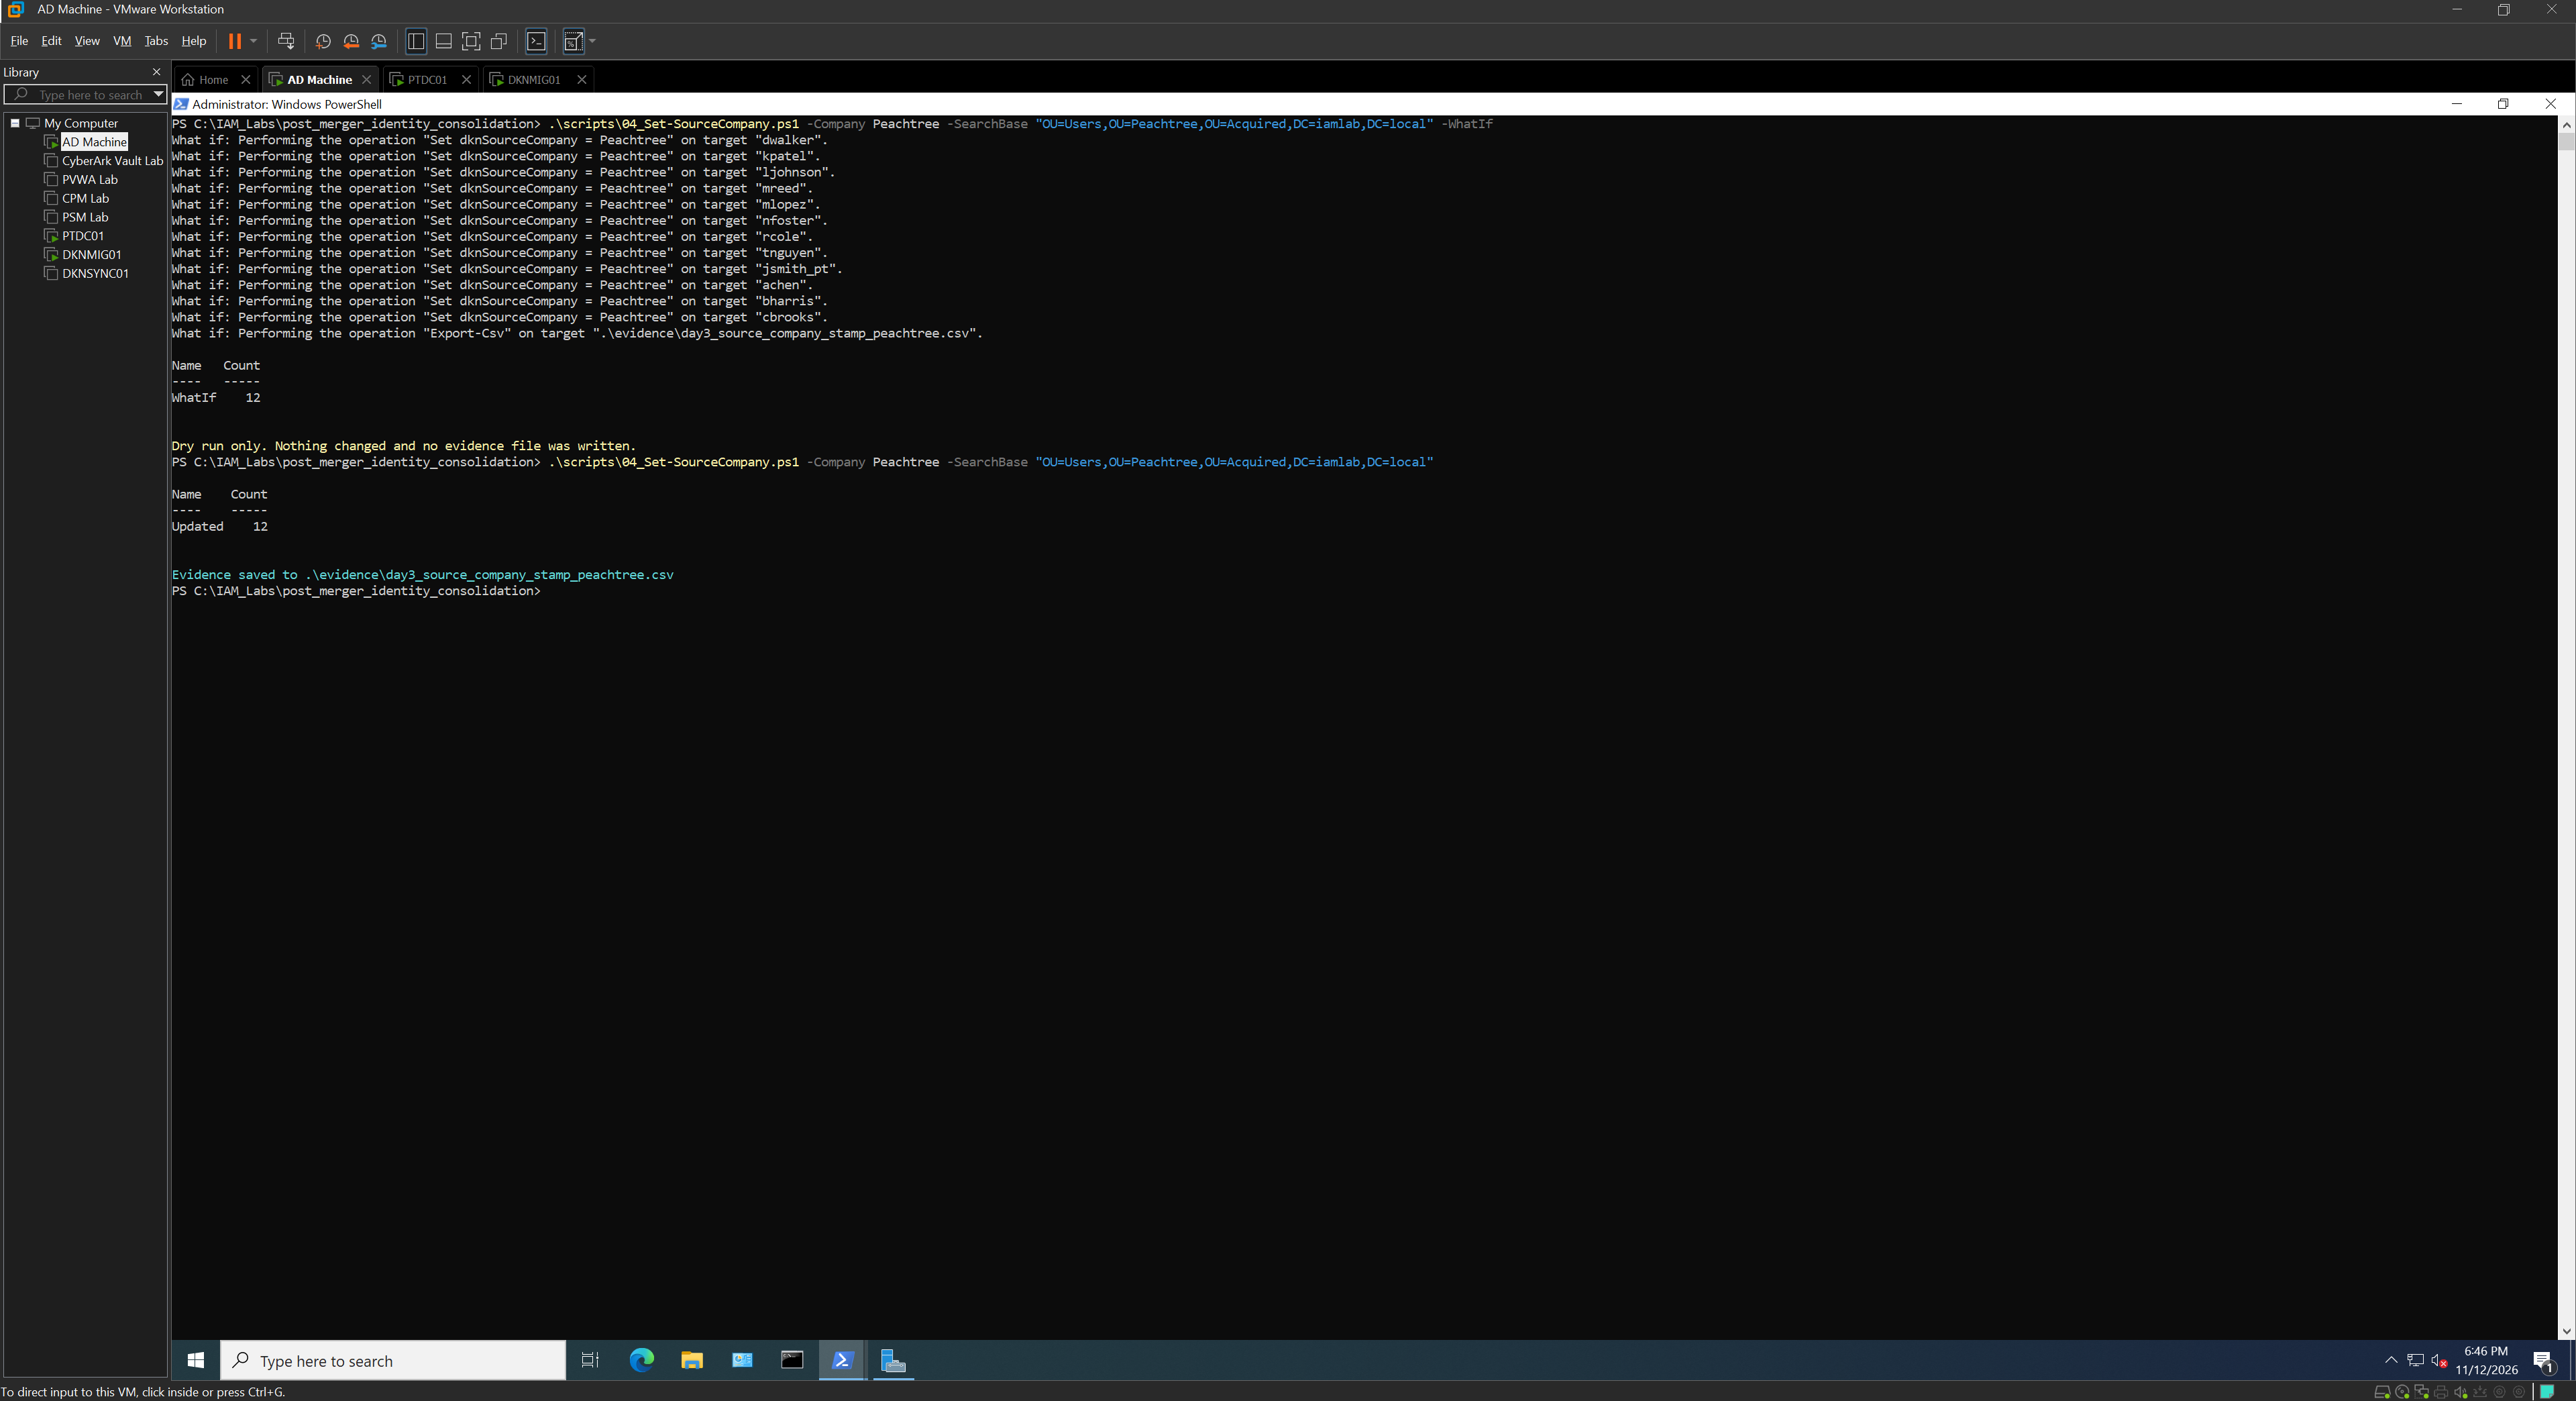 AD Machine - VMware Workstation
File Edit View VM Tabs Help
Library
Type here to search
My Computer
AD Machine
CyberArk Vault Lab
PVWA Lab
CPM Lab
PSM Lab
PTDC01
DKNMIG01
DKNSYNC01
Home AD Machine PTDC01 DKNMIG01
Administrator: Windows PowerShell
PS C:\IAM_Labs\post_merger_identity_consolidation> .\scripts\04_Set-SourceCompany.ps1 -Company Peachtree -SearchBase "OU=Users,OU=Peachtree,OU=Acquired,DC=iamlab,DC=local" -WhatIf
What if: Performing the operation "Set dknSourceCompany = Peachtree" on target "dwalker".
What if: Performing the operation "Set dknSourceCompany = Peachtree" on target "kpatel".
What if: Performing the operation "Set dknSourceCompany = Peachtree" on target "ljohnson".
What if: Performing the operation "Set dknSourceCompany = Peachtree" on target "mreed".
What if: Performing the operation "Set dknSourceCompany = Peachtree" on target "mlopez".
What if: Performing the operation "Set dknSourceCompany = Peachtree" on target "nfoster".
What if: Performing the operation "Set dknSourceCompany = Peachtree" on target "rcole".
What if: Performing the operation "Set dknSourceCompany = Peachtree" on target "tnguyen".
What if: Performing the operation "Set dknSourceCompany = Peachtree" on target "jsmith_pt".
What if: Performing the operation "Set dknSourceCompany = Peachtree" on target "achen".
What if: Performing the operation "Set dknSourceCompany = Peachtree" on target "bharris".
What if: Performing the operation "Set dknSourceCompany = Peachtree" on target "cbrooks".
What if: Performing the operation "Export-Csv" on target ".\evidence\day3_source_company_stamp_peachtree.csv".
Name Count
---- -----
WhatIf 12
Dry run only. Nothing changed and no evidence file was written.
PS C:\IAM_Labs\post_merger_identity_consolidation> .\scripts\04_Set-SourceCompany.ps1 -Company Peachtree -SearchBase "OU=Users,OU=Peachtree,OU=Acquired,DC=iamlab,DC=local"
Name Count
---- -----
Updated 12
Evidence saved to .\evidence\day3_source_company_stamp_peachtree.csv
PS C:\IAM_Labs\post_merger_identity_consolidation>
Type here to search
6:46 PM
11/12/2026
1
To direct input to this VM, click inside or press Ctrl+G.